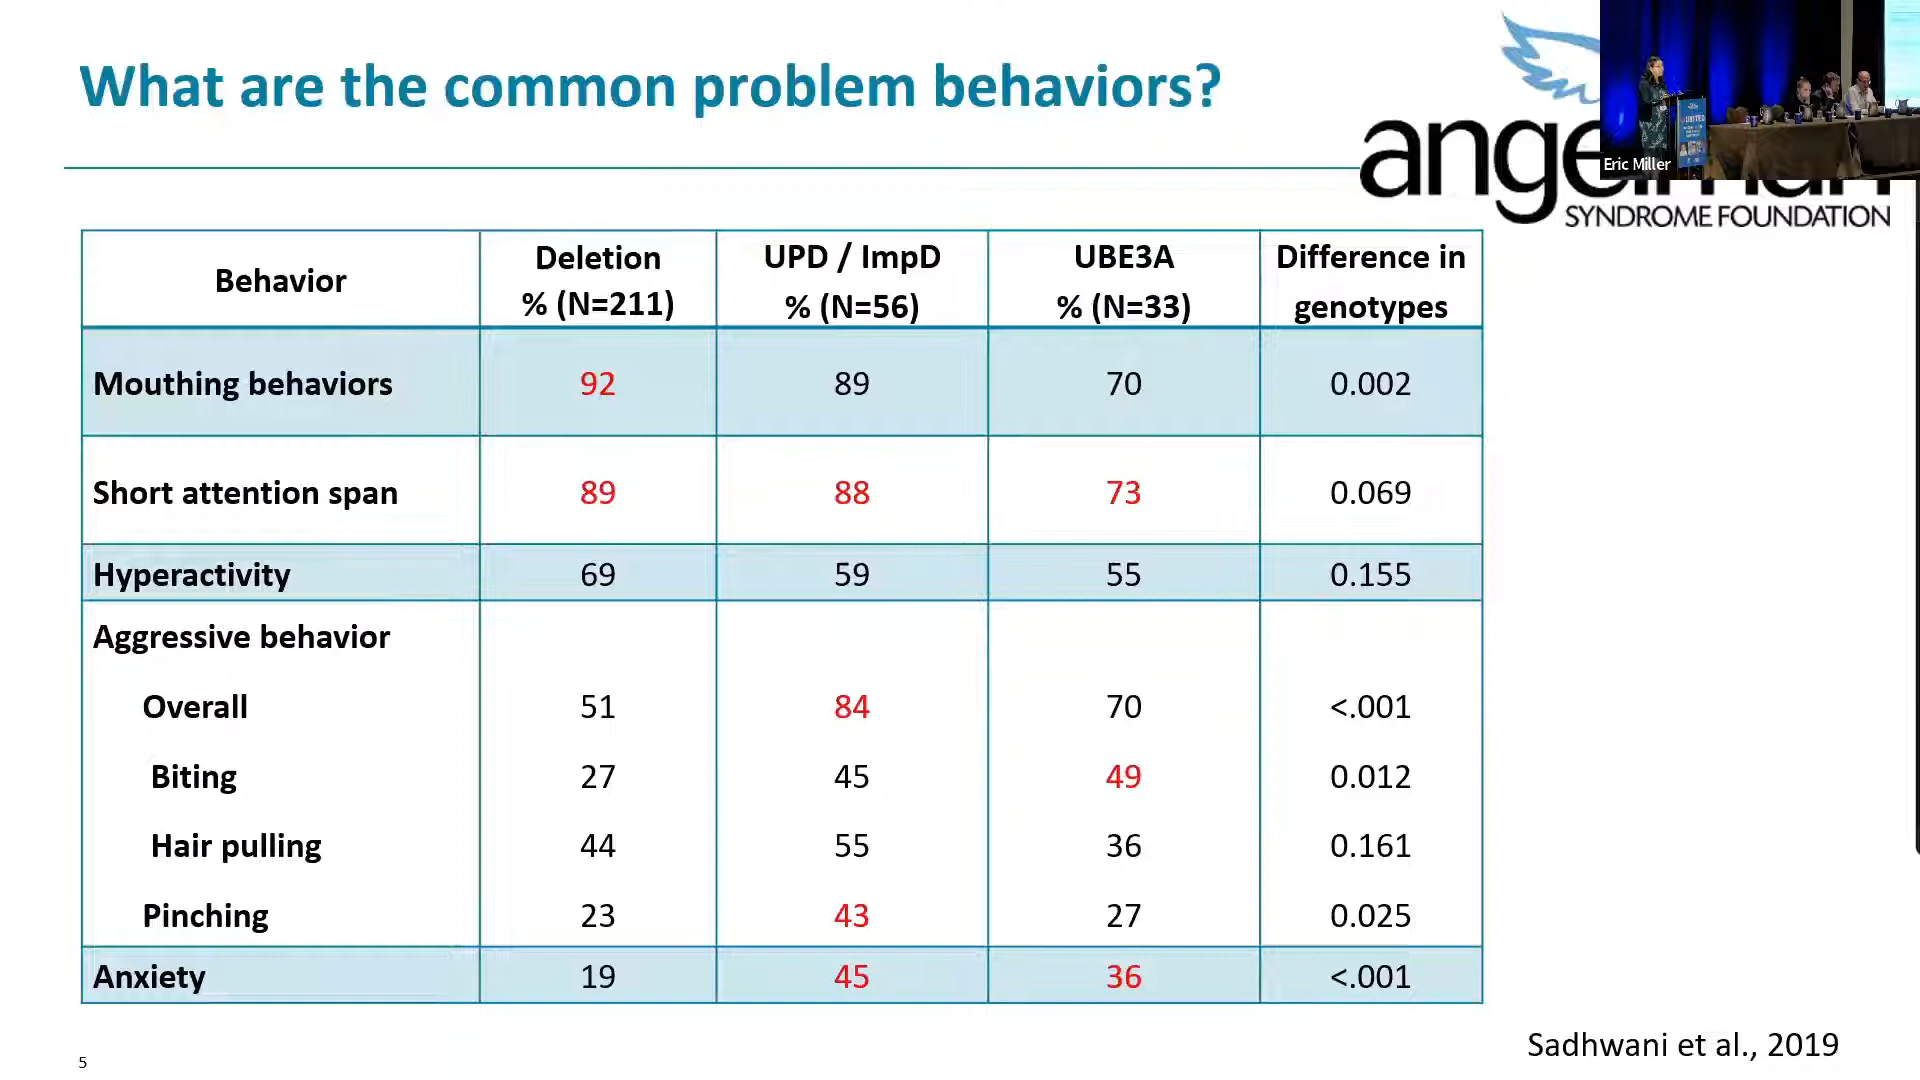 What are the common problem behaviors?
Eric Miller
SYNDROME FOUNDATION
Behavior
Deletion
% (N=211)
UPD / ImpD
% (N=56)
UBE3A
% (N=33)
Difference in
genotypes
Mouthing behaviors 92 89 70 0.002
Short attention span 89 88 73 0.069
Hyperactivity 69 59 55 0.155
Aggressive behavior
Overall 51 84 70 <.001
Biting 27 45 49 0.012
Hair pulling 44 55 36 0.161
Pinching 23 43 27 0.025
Anxiety 19 45 36 <.001
Sadhwani et al., 2019
5